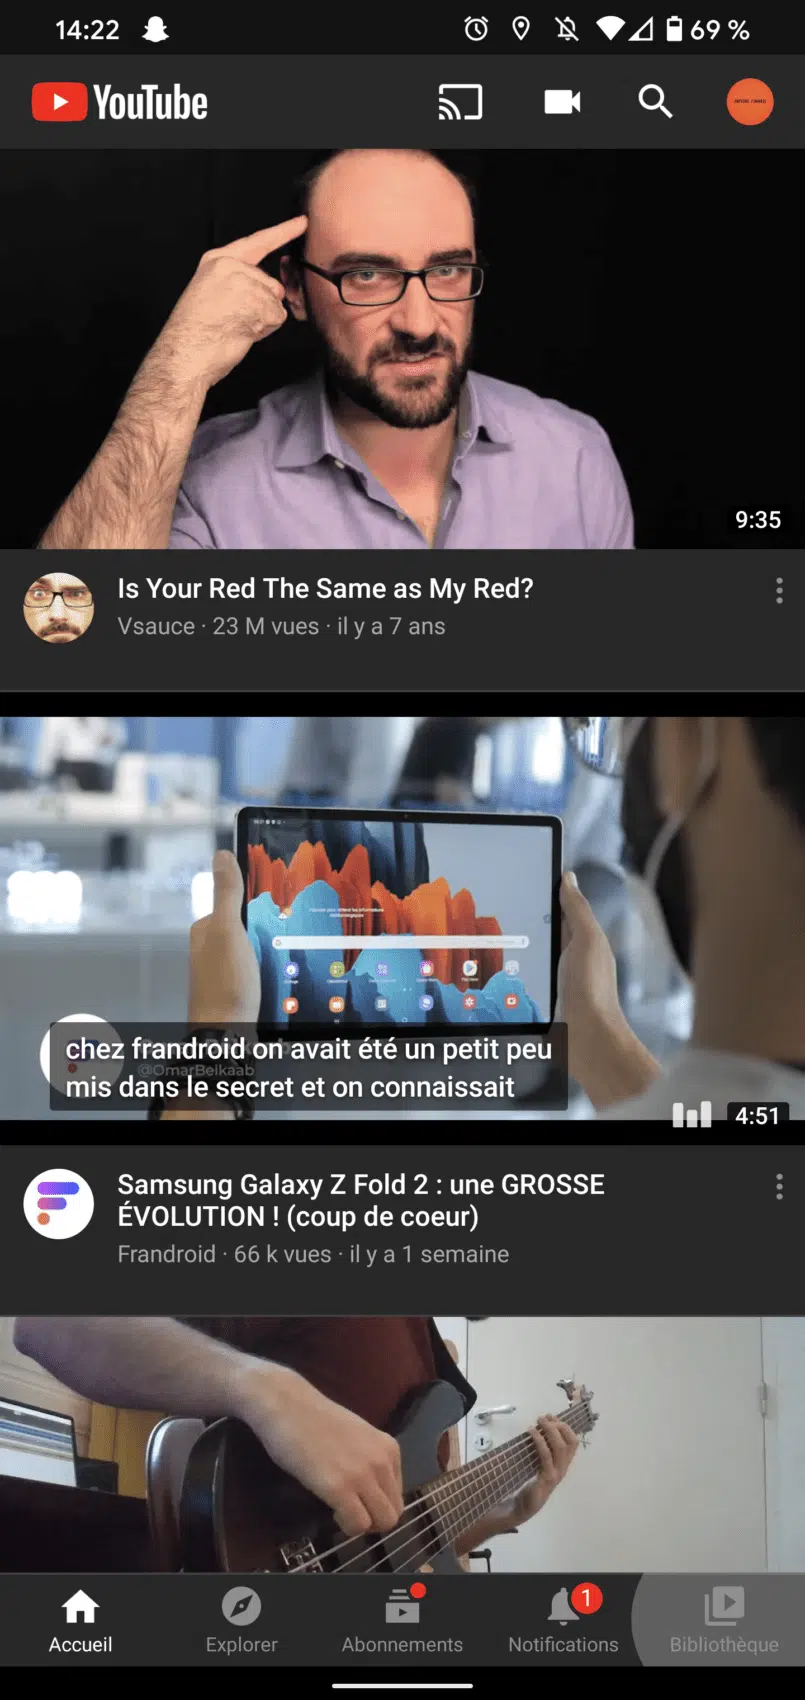 14:22
69 %
YouTube
9:35
Is Your Red The Same as My Red?
Vsauce · 23 M vues · il y a 7 ans
chez frandroid on avait été un petit peu
@OmarBelkaab
mis dans le secret et on connaissait
4:51
Samsung Galaxy Z Fold 2 : une GROSSE
ÉVOLUTION ! (coup de coeur)
Frandroid · 66 k vues · il y a 1 semaine
1
Accueil
Explorer
Abonnements
Notifications
Bibliothèque